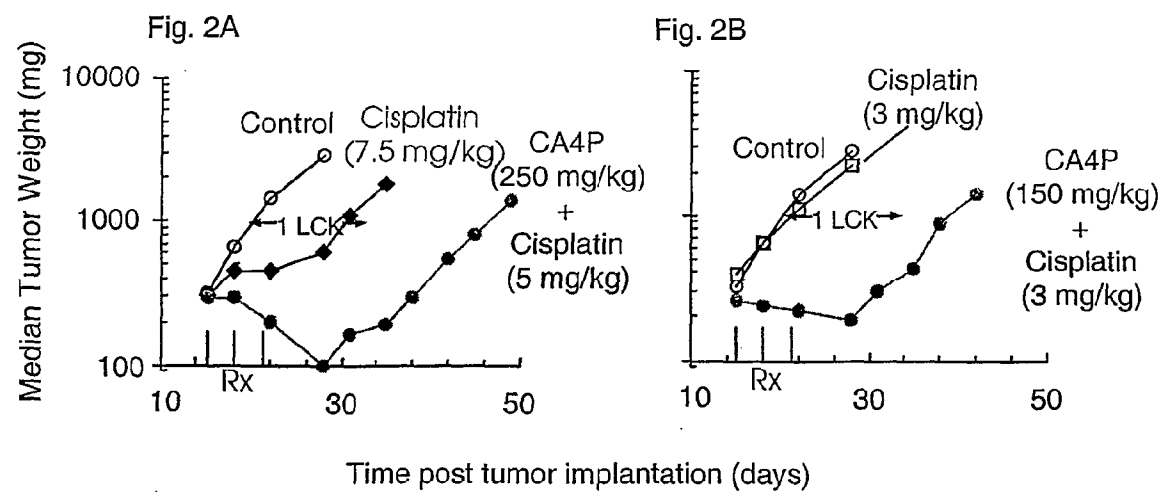 Fig. 2A
Fig. 2B
Median Tumor Weight (mg)
10000
1000
100
Control
Cisplatin
(7.5 mg/kg)
CA4P
(250 mg/kg)
+
Cisplatin
(5 mg/kg)
1 LCK
Rx
10
30
50
Cisplatin
(3 mg/kg)
Control
CA4P
(150 mg/kg)
+
Cisplatin
(3 mg/kg)
1 LCK
Rx
10
30
50
Time post tumor implantation (days)